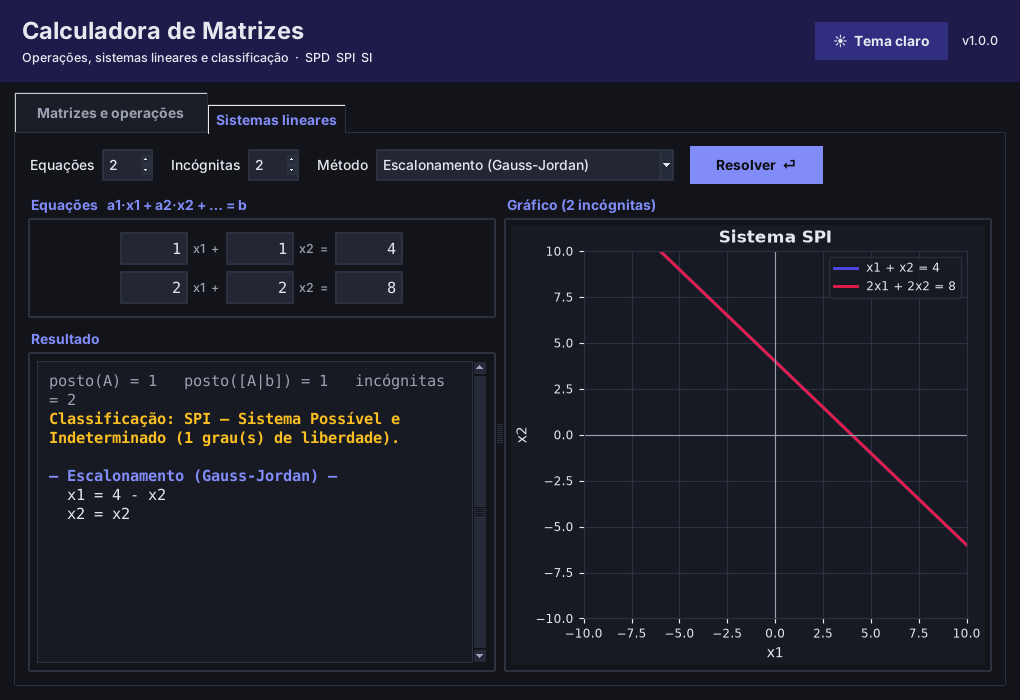 Calculadora de Matrizes
Operações, sistemas lineares e classificação · SPD SPI SI
☀ Tema claro
v1.0.0
Matrizes e operações
Sistemas lineares
Equações 2 Incógnitas 2 Método Escalonamento (Gauss-Jordan) Resolver ⏎
Equações a1·x1 + a2·x2 + … = b
1 x1 + 1 x2 = 4
2 x1 + 2 x2 = 8
Resultado
posto(A) = 1 posto([A|b]) = 1 incógnitas
= 2
Classificação: SPI — Sistema Possível e
Indeterminado (1 grau(s) de liberdade).
— Escalonamento (Gauss-Jordan) —
x1 = 4 - x2
x2 = x2
Gráfico (2 incógnitas)
Sistema SPI
x1 + x2 = 4
2x1 + 2x2 = 8
10.0
7.5
5.0
2.5
0.0
−2.5
−5.0
−7.5
−10.0
x2
−10.0 −7.5 −5.0 −2.5 0.0 2.5 5.0 7.5 10.0
x1